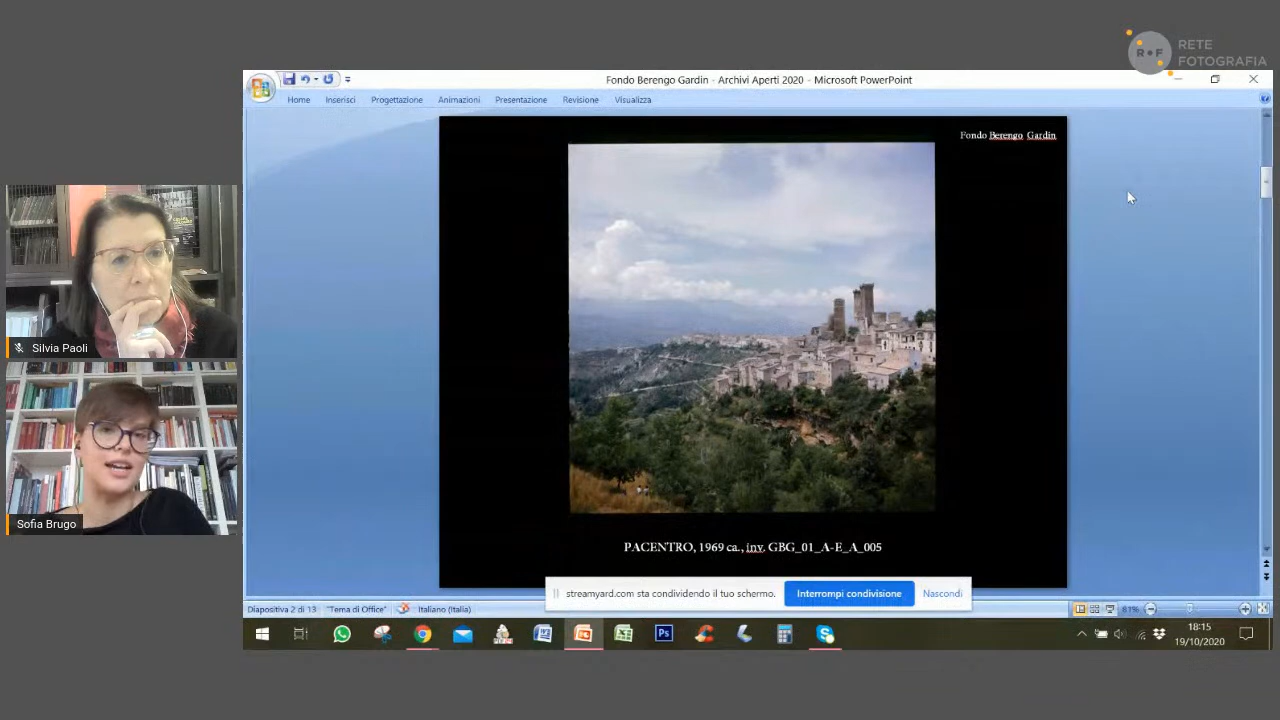 R•F
RETE
FOTOGRAFIA
Fondo Berengo Gardin - Archivi Aperti 2020 - Microsoft PowerPoint
Home Inserisci Progettazione Animazioni Presentazione Revisione Visualizza
Fondo Berengo Gardin
Silvia Paoli
Sofia Brugo
PACENTRO, 1969 ca., inv. GBG_01_A-E_A_005
streamyard.com sta condividendo il tuo schermo. Interrompi condivisione Nascondi
Diapositiva 2 di 13 "Tema di Office" Italiano (Italia) 81%
Ps
18:15
19/10/2020